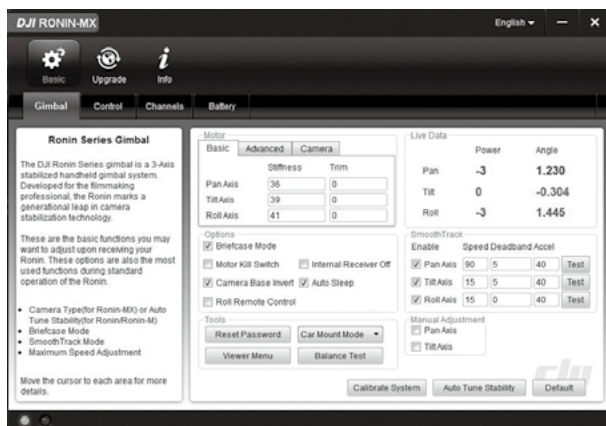 DJI RONIN-MX
English
Basic
Upgrade
Info
Gimbal
Control
Channels
Battery
Ronin Series Gimbal
The DJI Ronin Series gimbal is a 3-Axis
stabilized handheld gimbal system.
Developed for the filmmaking
professional, the Ronin marks a
generational leap in camera
stabilization technology.
These are the basic functions you may
want to adjust upon receiving your
Ronin. These options are also the most
used functions during standard
operation of the Ronin.
Camera Type(for Ronin-MX) or Auto
Tune Stability(for Ronin/Ronin-M)
Briefcase Mode
SmoothTrack Mode
Maximum Speed Adjustment
Move the cursor to each area for more
details.
Motor
Basic Advanced Camera
Stiffness Trim
Pan Axis 36 0
Tilt Axis 39 0
Roll Axis 41 0
Options
Briefcase Mode
Motor Kill Switch Internal Receiver Off
Camera Base Invert Auto Sleep
Roll Remote Control
Tools
Reset Password Car Mount Mode
Viewer Menu Balance Test
Live Data
Power Angle
Pan -3 1.230
Tilt 0 -0.304
Roll -3 1.445
SmoothTrack
Enable Speed Deadband Accel
Pan Axis 90 5 40 Test
Tilt Axis 15 5 40 Test
Roll Axis 15 0 40 Test
Manual Adjustment
Pan Axis
Tilt Axis
Calibrate System Auto Tune Stability Default
dji